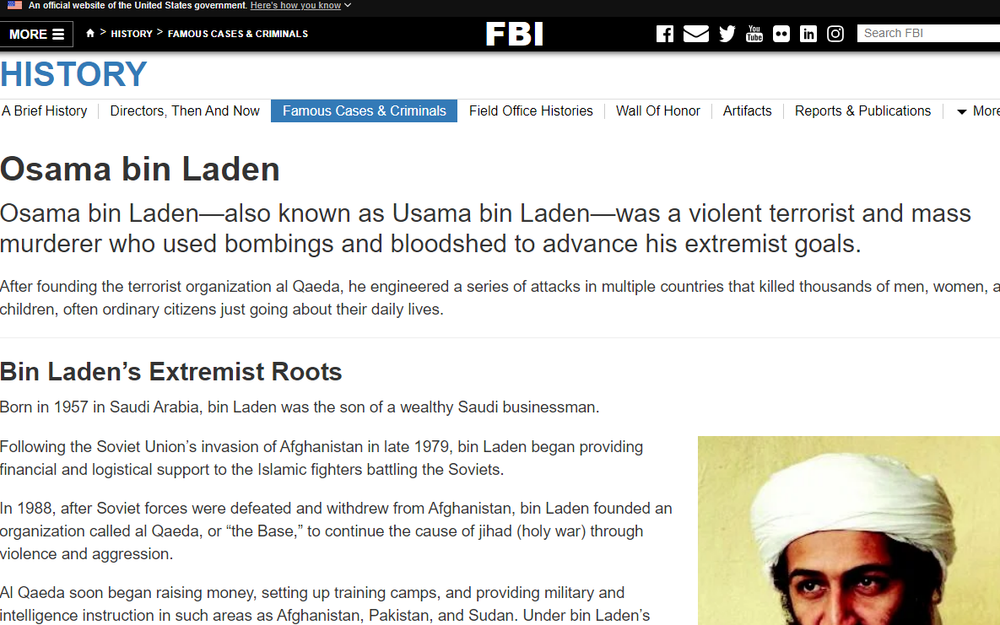 An official website of the United States government. Here's how you know
MORE
> HISTORY > FAMOUS CASES & CRIMINALS
FBI
You Tube
in
Search FBI
HISTORY
A Brief History
Directors, Then And Now
Famous Cases & Criminals
Field Office Histories
Wall Of Honor
Artifacts
Reports & Publications
More
Osama bin Laden
Osama bin Laden—also known as Usama bin Laden—was a violent terrorist and mass
murderer who used bombings and bloodshed to advance his extremist goals.
After founding the terrorist organization al Qaeda, he engineered a series of attacks in multiple countries that killed thousands of men, women, a
children, often ordinary citizens just going about their daily lives.
Bin Laden’s Extremist Roots
Born in 1957 in Saudi Arabia, bin Laden was the son of a wealthy Saudi businessman.
Following the Soviet Union’s invasion of Afghanistan in late 1979, bin Laden began providing
financial and logistical support to the Islamic fighters battling the Soviets.
In 1988, after Soviet forces were defeated and withdrew from Afghanistan, bin Laden founded an
organization called al Qaeda, or “the Base,” to continue the cause of jihad (holy war) through
violence and aggression.
Al Qaeda soon began raising money, setting up training camps, and providing military and
intelligence instruction in such areas as Afghanistan, Pakistan, and Sudan. Under bin Laden’s